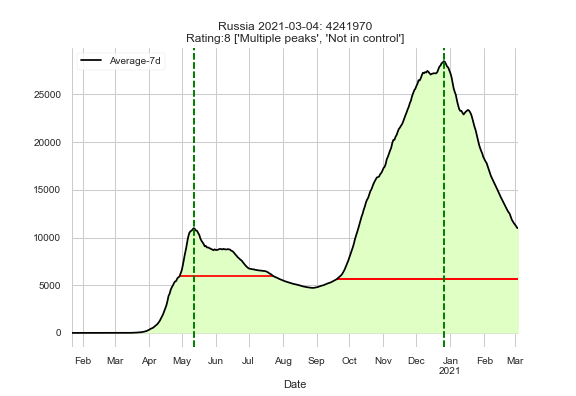 Russia 2021-03-04: 4241970
Rating:8 ['Multiple peaks', 'Not in control']
Average-7d
25000
20000
15000
10000
5000
0
Feb Mar Apr May Jun Jul Aug Sep Oct Nov Dec Jan Feb Mar
2021
Date